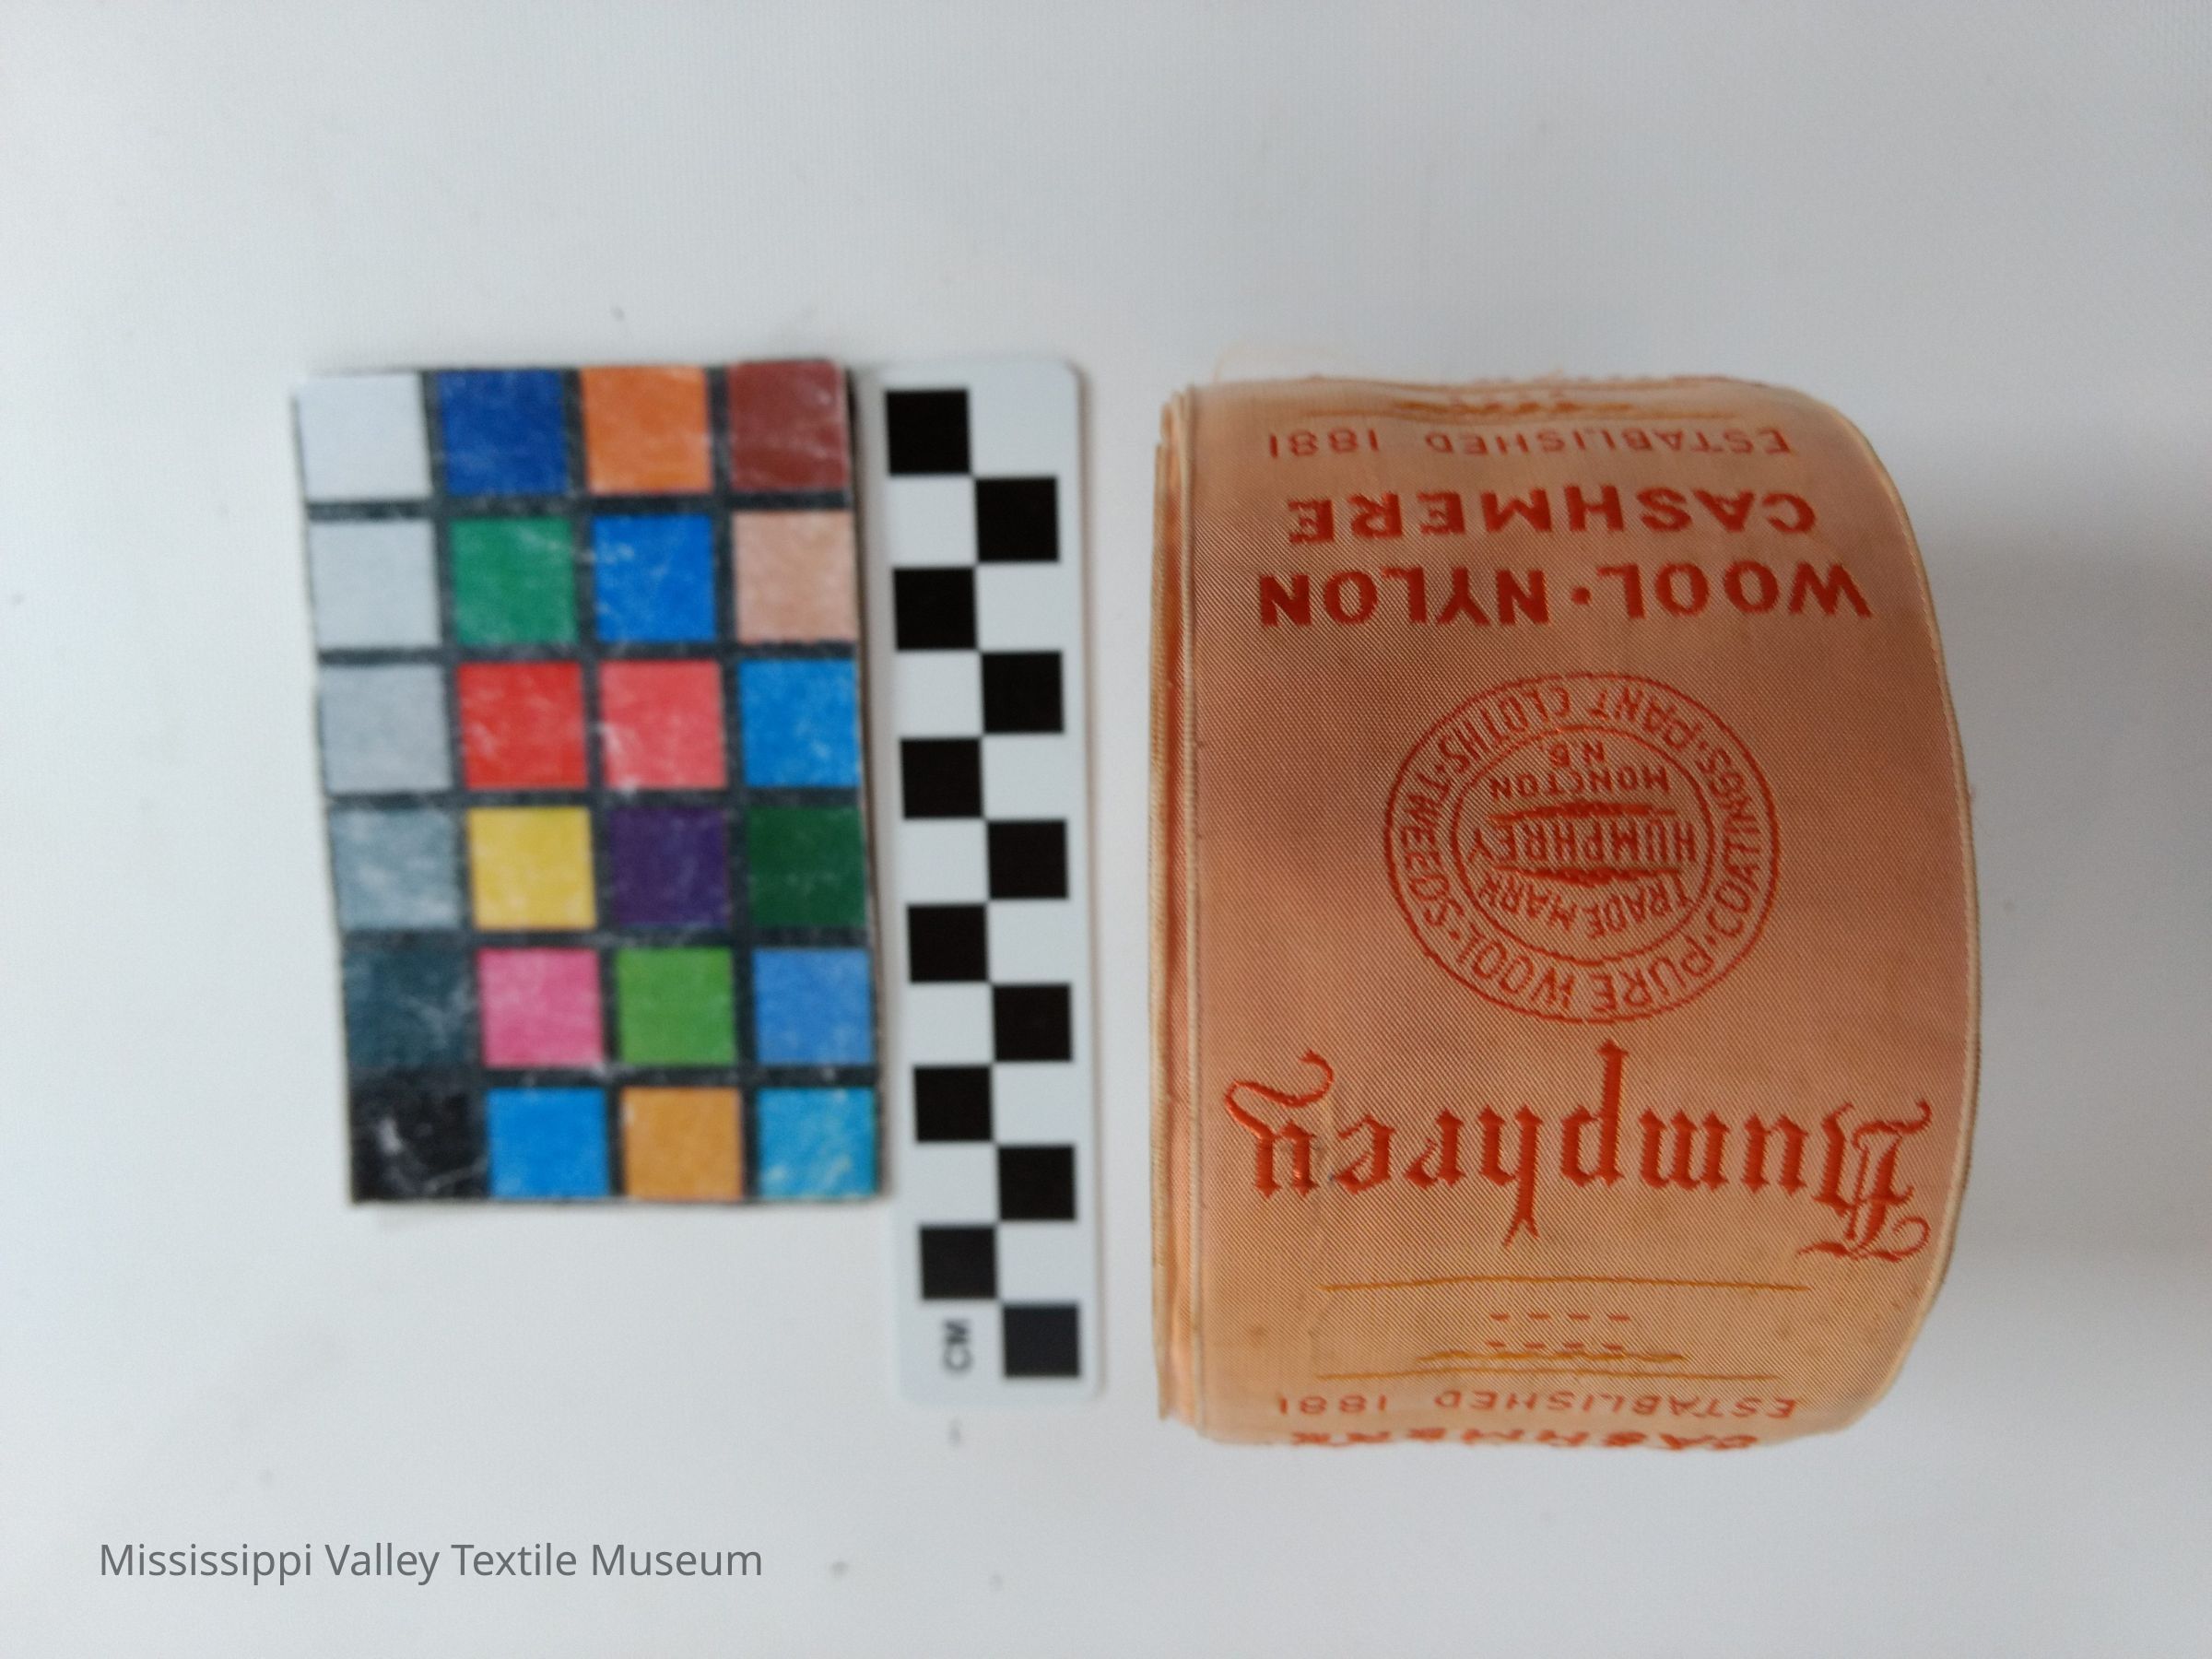 Humphrey
PURE WOOL · TWEEDS · PANT CLOTHS · COATINGS ·
TRADE MARK
HUMPHREY
MONCTON
N.B.
WOOL · NYLON
CASHMERE
ESTABLISHED 1881
CASHMERE
ESTABLISHED 1881
CM
Mississippi Valley Textile Museum